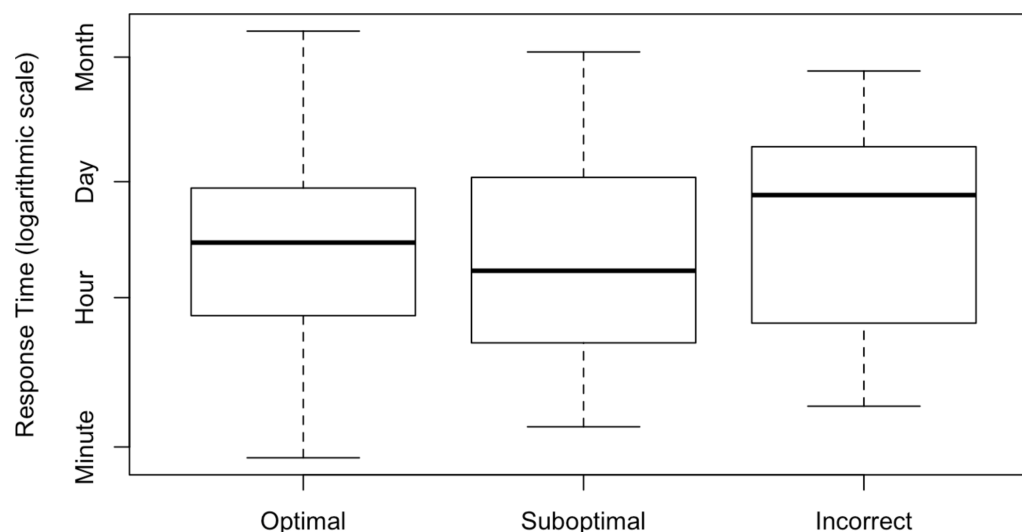 Response Time (logarithmic scale)
Month
Day
Hour
Minute
Optimal
Suboptimal
Incorrect